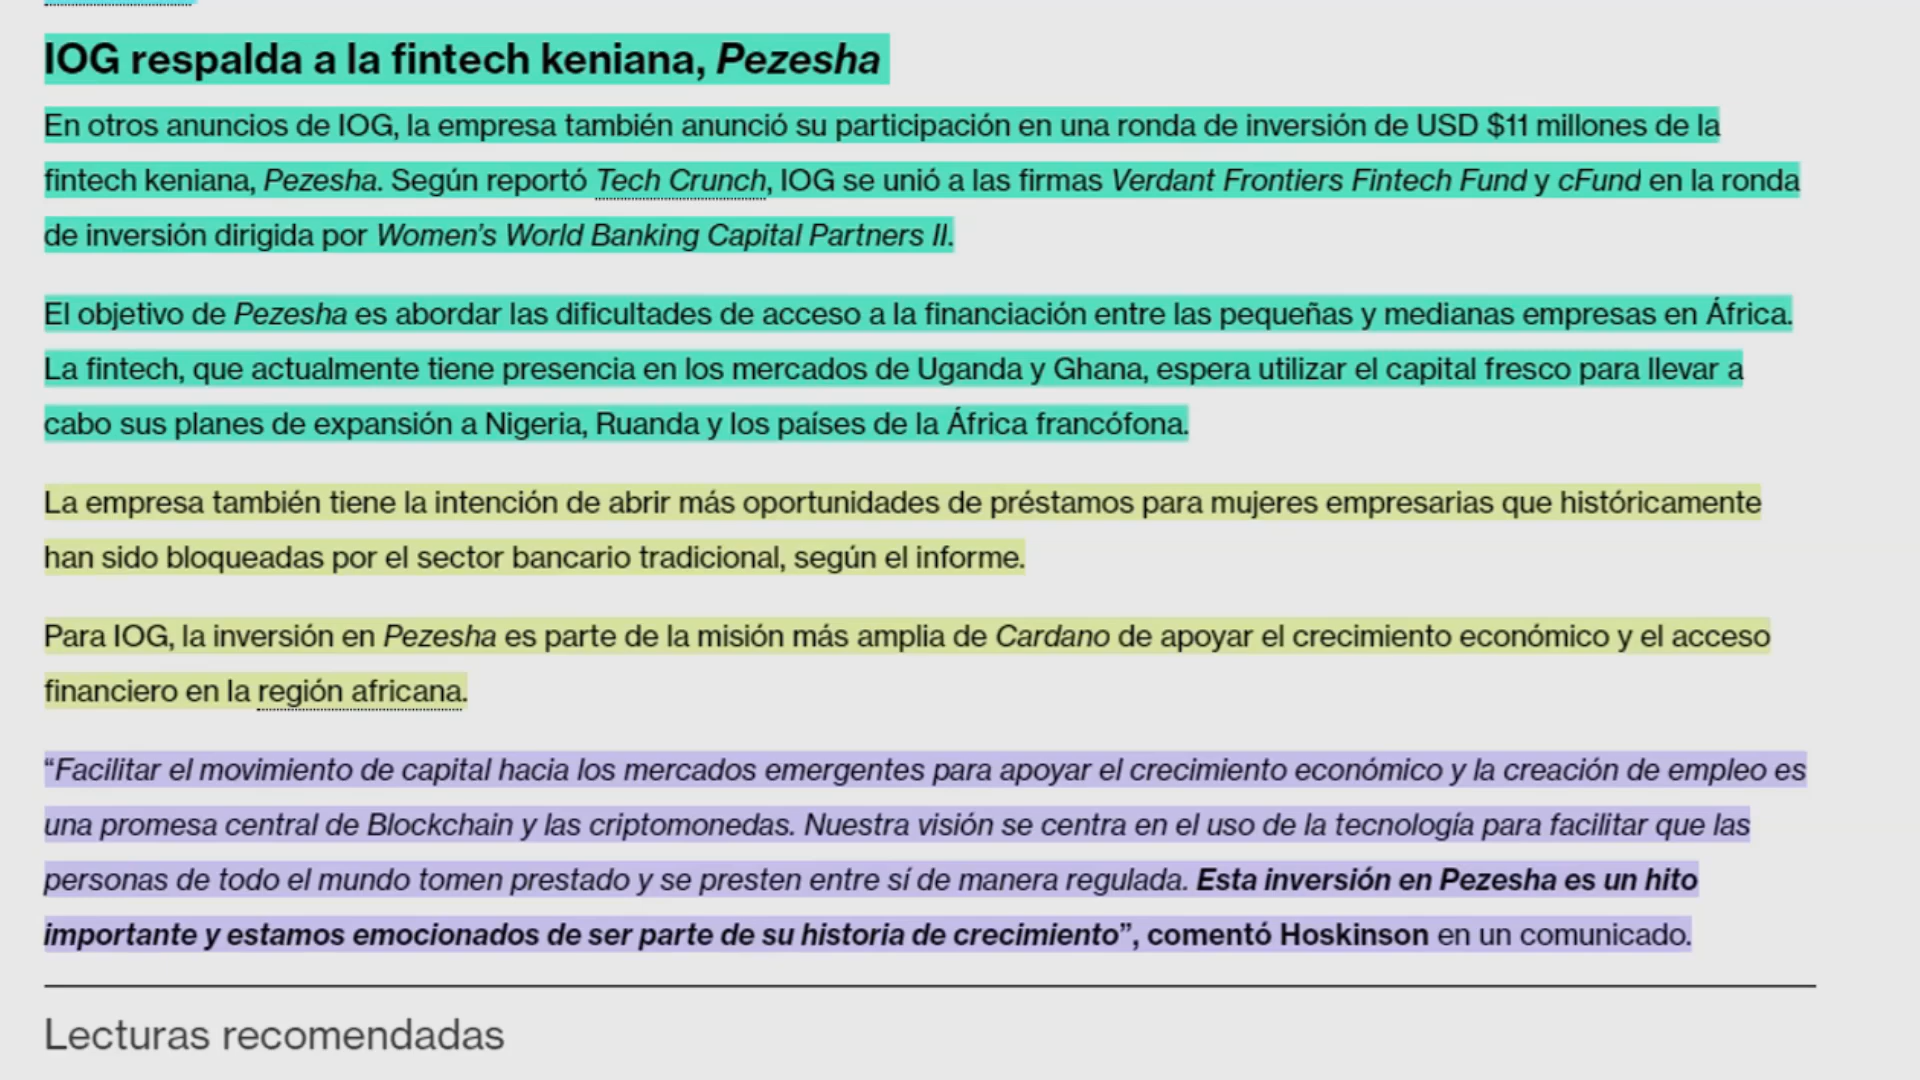 IOG respalda a la fintech keniana, Pezesha
En otros anuncios de IOG, la empresa también anunció su participación en una ronda de inversión de USD $11 millones de la
fintech keniana, Pezesha. Según reportó Tech Crunch, IOG se unió a las firmas Verdant Frontiers Fintech Fund y cFund en la ronda
de inversión dirigida por Women’s World Banking Capital Partners II.
El objetivo de Pezesha es abordar las dificultades de acceso a la financiación entre las pequeñas y medianas empresas en África.
La fintech, que actualmente tiene presencia en los mercados de Uganda y Ghana, espera utilizar el capital fresco para llevar a
cabo sus planes de expansión a Nigeria, Ruanda y los países de la África francófona.
La empresa también tiene la intención de abrir más oportunidades de préstamos para mujeres empresarias que históricamente
han sido bloqueadas por el sector bancario tradicional, según el informe.
Para IOG, la inversión en Pezesha es parte de la misión más amplia de Cardano de apoyar el crecimiento económico y el acceso
financiero en la región africana.
“Facilitar el movimiento de capital hacia los mercados emergentes para apoyar el crecimiento económico y la creación de empleo es
una promesa central de Blockchain y las criptomonedas. Nuestra visión se centra en el uso de la tecnología para facilitar que las
personas de todo el mundo tomen prestado y se presten entre sí de manera regulada. Esta inversión en Pezesha es un hito
importante y estamos emocionados de ser parte de su historia de crecimiento”, comentó Hoskinson en un comunicado.
Lecturas recomendadas